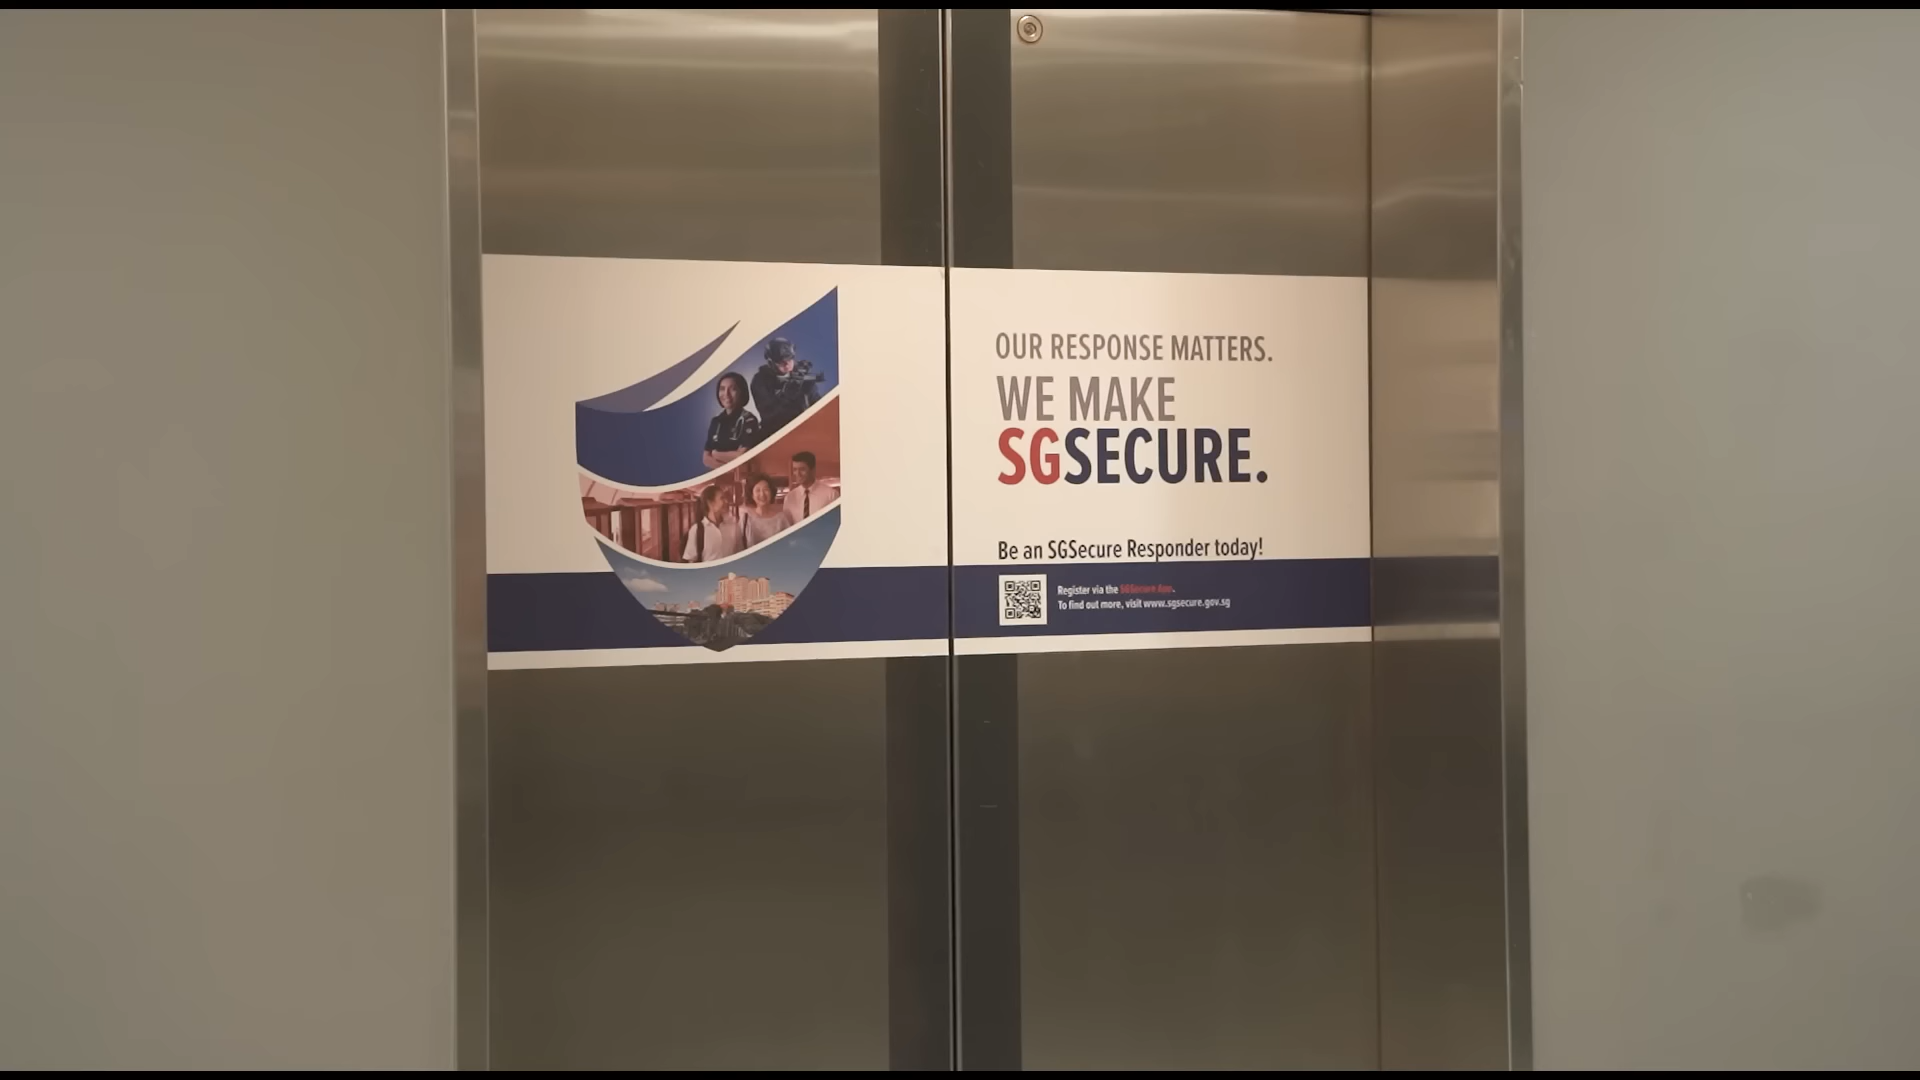 OUR RESPONSE MATTERS.
WE MAKE
SGSECURE.
Be an SGSecure Responder today!
Register via the SGSecure App.
To find out more, visit www.sgsecure.gov.sg